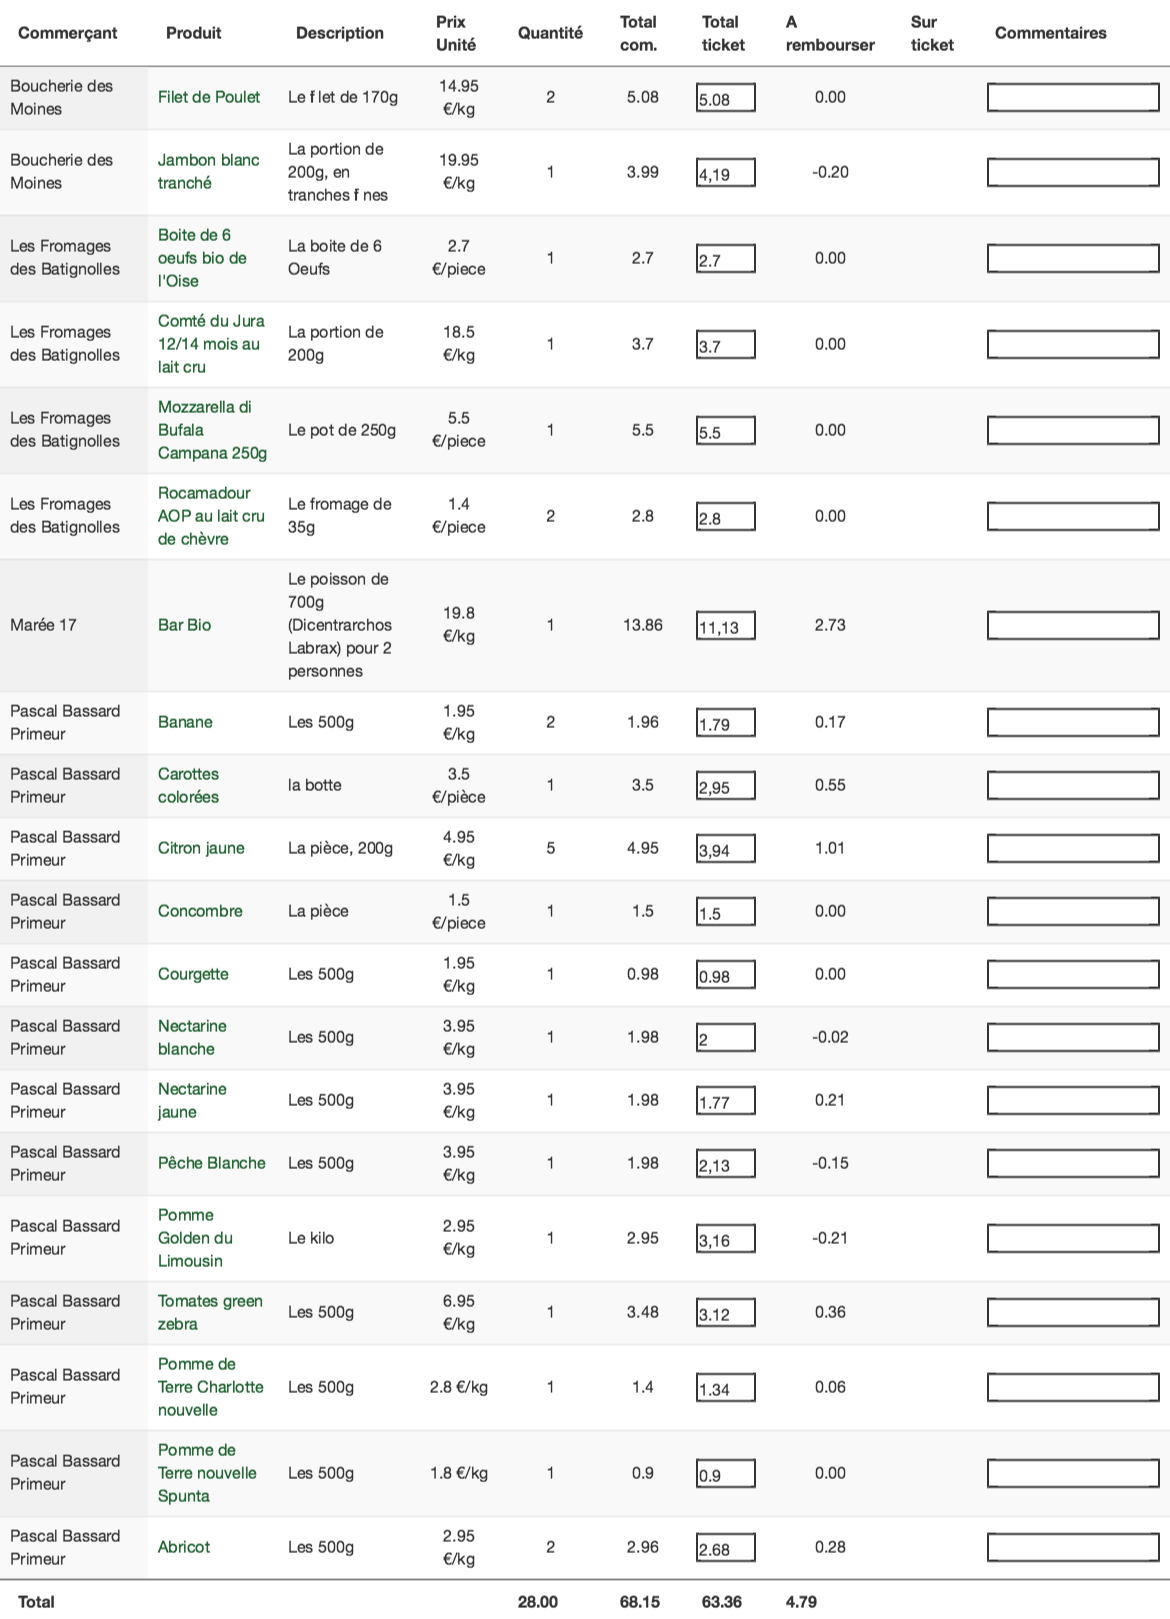 Commerçant Produit Description Prix Unité Quantité Total com. Total ticket A rembourser Sur ticket Commentaires
Boucherie des Moines Filet de Poulet Le f let de 170g 14.95 €/kg 2 5.08 5.08 0.00
Boucherie des Moines Jambon blanc tranché La portion de 200g, en tranches f nes 19.95 €/kg 1 3.99 4,19 -0.20
Les Fromages des Batignolles Boite de 6 oeufs bio de l'Oise La boite de 6 Oeufs 2.7 €/piece 1 2.7 2.7 0.00
Les Fromages des Batignolles Comté du Jura 12/14 mois au lait cru La portion de 200g 18.5 €/kg 1 3.7 3.7 0.00
Les Fromages des Batignolles Mozzarella di Bufala Campana 250g Le pot de 250g 5.5 €/piece 1 5.5 5.5 0.00
Les Fromages des Batignolles Rocamadour AOP au lait cru de chèvre Le fromage de 35g 1.4 €/piece 2 2.8 2.8 0.00
Marée 17 Bar Bio Le poisson de 700g (Dicentrarchos Labrax) pour 2 personnes 19.8 €/kg 1 13.86 11,13 2.73
Pascal Bassard Primeur Banane Les 500g 1.95 €/kg 2 1.96 1.79 0.17
Pascal Bassard Primeur Carottes colorées la botte 3.5 €/pièce 1 3.5 2,95 0.55
Pascal Bassard Primeur Citron jaune La pièce, 200g 4.95 €/kg 5 4.95 3,94 1.01
Pascal Bassard Primeur Concombre La pièce 1.5 €/piece 1 1.5 1.5 0.00
Pascal Bassard Primeur Courgette Les 500g 1.95 €/kg 1 0.98 0.98 0.00
Pascal Bassard Primeur Nectarine blanche Les 500g 3.95 €/kg 1 1.98 2 -0.02
Pascal Bassard Primeur Nectarine jaune Les 500g 3.95 €/kg 1 1.98 1.77 0.21
Pascal Bassard Primeur Pêche Blanche Les 500g 3.95 €/kg 1 1.98 2,13 -0.15
Pascal Bassard Primeur Pomme Golden du Limousin Le kilo 2.95 €/kg 1 2.95 3,16 -0.21
Pascal Bassard Primeur Tomates green zebra Les 500g 6.95 €/kg 1 3.48 3.12 0.36
Pascal Bassard Primeur Pomme de Terre Charlotte nouvelle Les 500g 2.8 €/kg 1 1.4 1.34 0.06
Pascal Bassard Primeur Pomme de Terre nouvelle Spunta Les 500g 1.8 €/kg 1 0.9 0.9 0.00
Pascal Bassard Primeur Abricot Les 500g 2.95 €/kg 2 2.96 2.68 0.28
Total 28.00 68.15 63.36 4.79